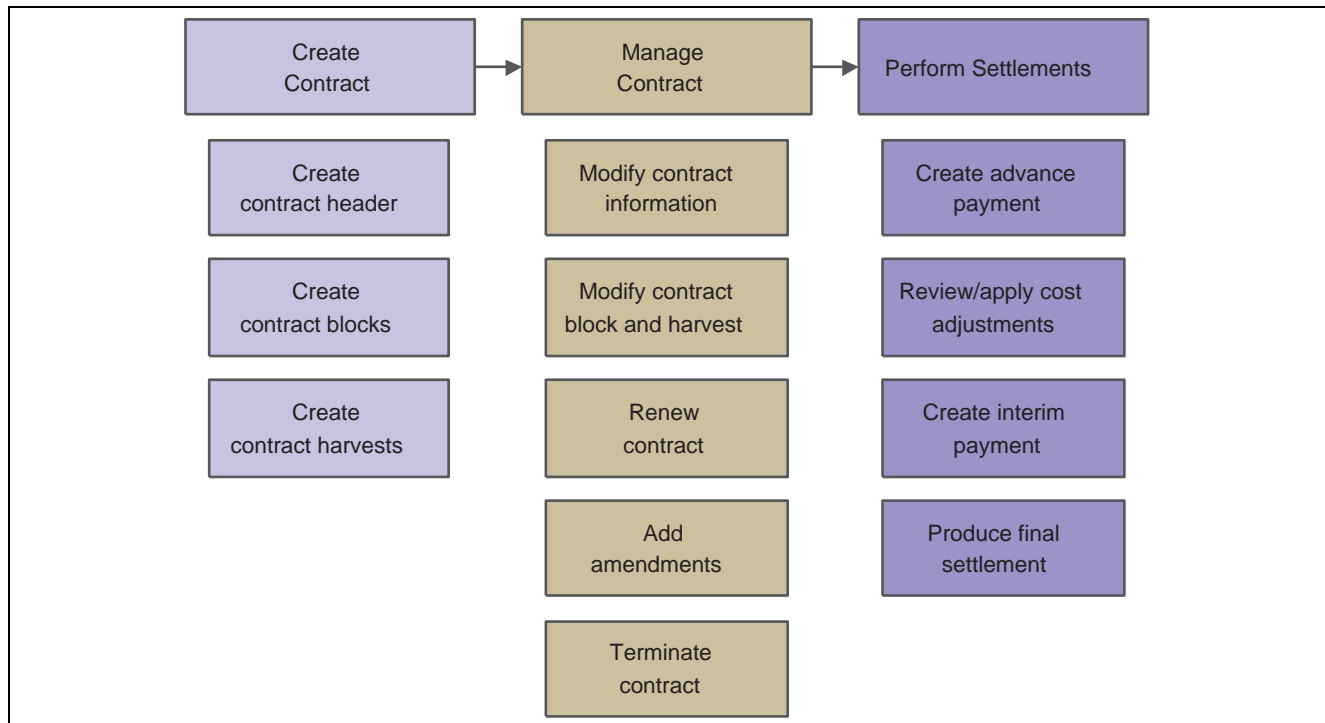 Create
Contract
Manage
Contract
Perform Settlements
Create
contract header
Modify contract
information
Create advance
payment
Create
contract blocks
Modify contract
block and harvest
Review/apply cost
adjustments
Create
contract harvests
Renew
contract
Create interim
payment
Add
amendments
Produce final
settlement
Terminate
contract